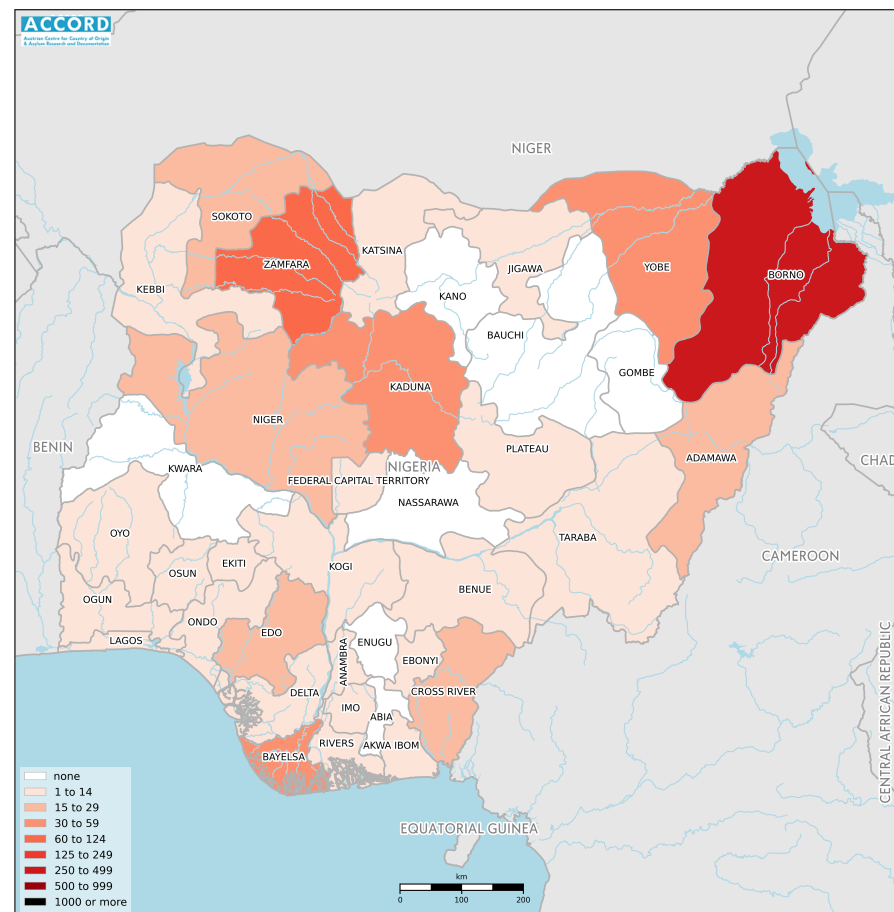 ACCORD
Austrian Centre for Country of Origin
& Asylum Research and Documentation
NIGER
SOKOTO
KATSINA
ZAMFARA
JIGAWA
YOBE
BORNO
KEBBI
KANO
BAUCHI
GOMBE
KADUNA
NIGER
BENIN
PLATEAU
ADAMAWA
CHAD
KWARA
NIGERIA
FEDERAL CAPITAL TERRITORY
NASSARAWA
OYO
TARABA
CAMEROON
EKITI
KOGI
OSUN
BENUE
OGUN
ONDO
EDO
LAGOS
ENUGU
ANAMBRA
EBONYI
DELTA
CROSS RIVER
IMO
ABIA
RIVERS
AKWA IBOM
BAYELSA
CENTRAL AFRICAN REPUBLIC
EQUATORIAL GUINEA
none
1 to 14
15 to 29
30 to 59
60 to 124
125 to 249
250 to 499
500 to 999
1000 or more
km
0 100 200